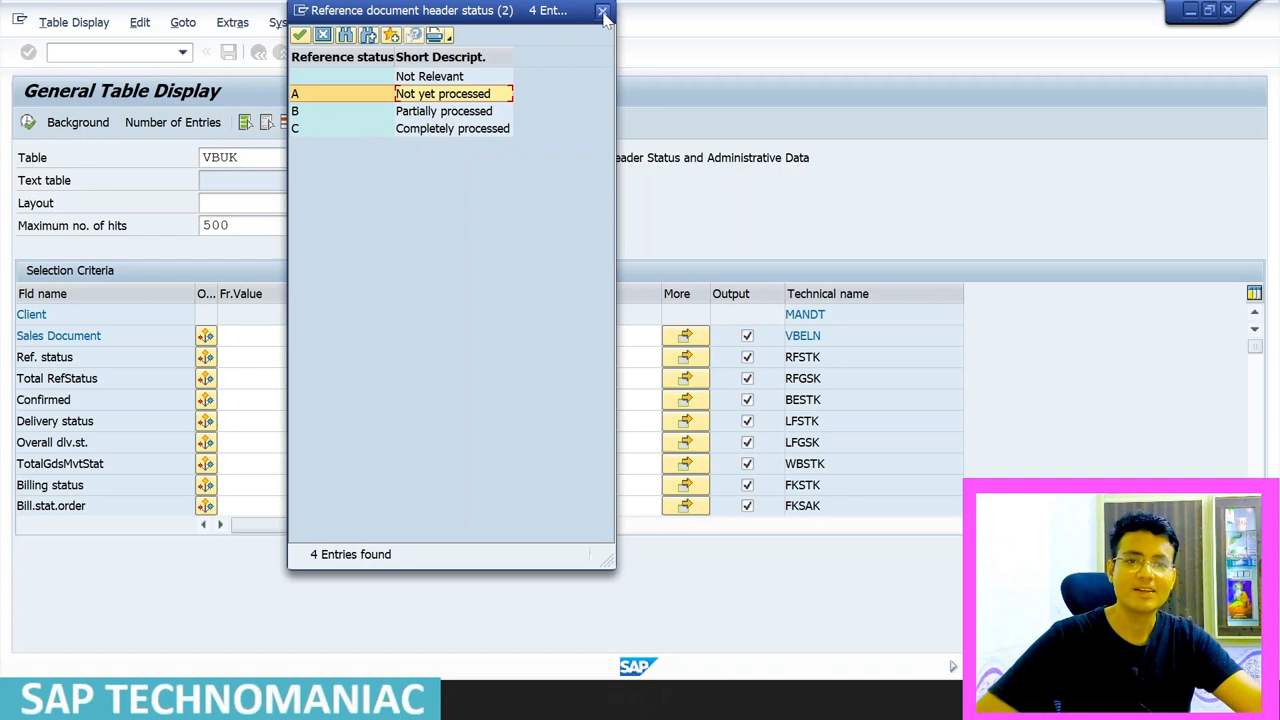 Table Display Edit Goto Extras Sys
Reference document header status (2) 4 Ent...
General Table Display
Background Number of Entries
Reference status Short Descript.
Not Relevant
A Not yet processed
B Partially processed
C Completely processed
4 Entries found
Table VBUK eader Status and Administrative Data
Text table
Layout
Maximum no. of hits 500
Selection Criteria
Fld name O... Fr.Value More Output Technical name
Client MANDT
Sales Document VBELN
Ref. status RFSTK
Total RefStatus RFGSK
Confirmed BESTK
Delivery status LFSTK
Overall dlv.st. LFGSK
TotalGdsMvtStat WBSTK
Billing status FKSTK
Bill.stat.order FKSAK
SAP
SAP TECHNOMANIAC